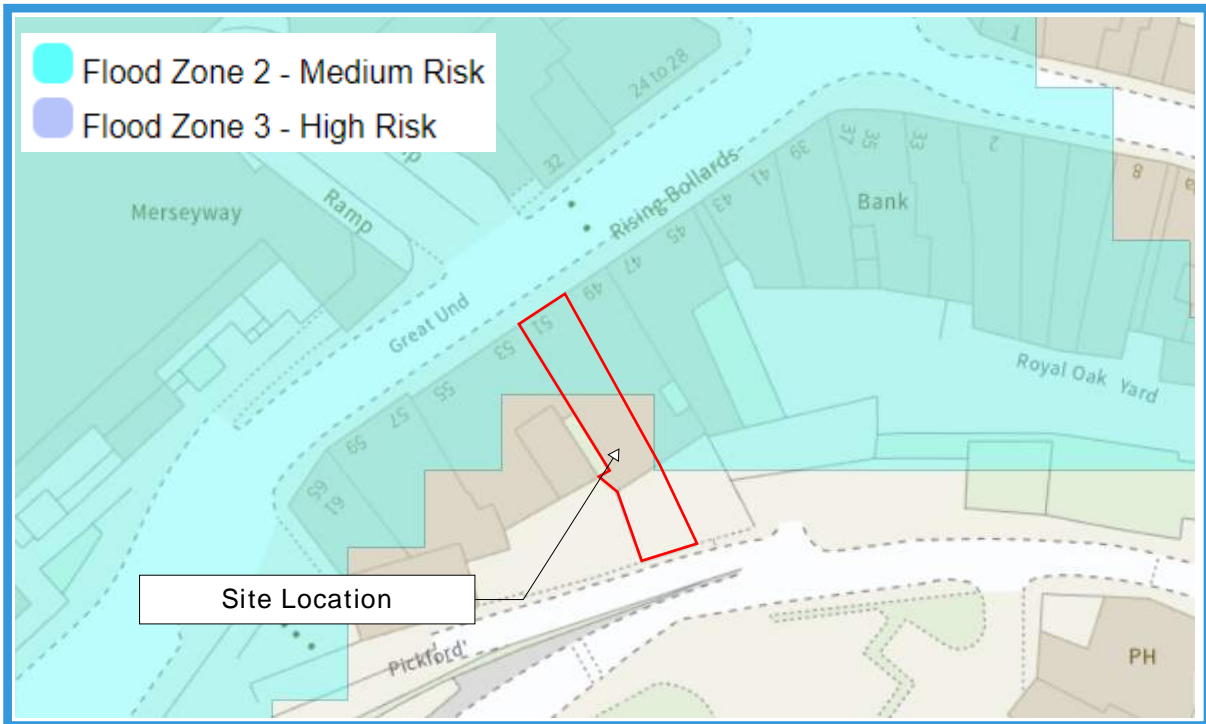 Flood Zone 2 - Medium Risk
Flood Zone 3 - High Risk
1
24 to 28
32
Ramp
Merseyway
Rising Bollards
Great Und
37
35
33
2
8
39
41
43
45
47
49
51
53
55
57
59
65
61
Bank
Royal Oak Yard
Site Location
Pickford'
PH